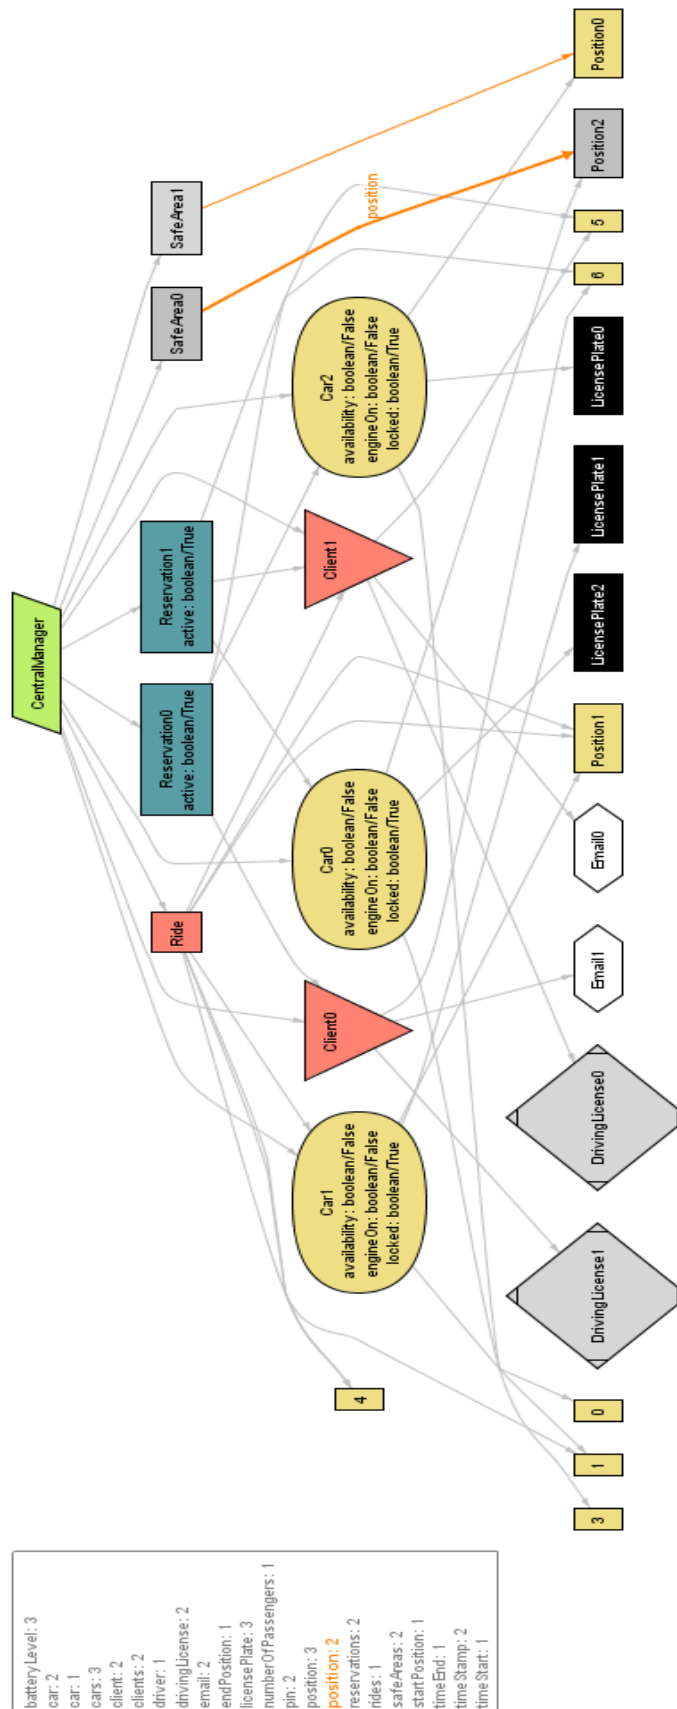 CentralManager
SafeArea1
SafeArea0
Reservation1
active: boolean/True
Reservation0
active: boolean/True
Ride
position
Car2
availability: boolean/False
engineOn: boolean/False
locked: boolean/True
Client1
Car0
availability: boolean/False
engineOn: boolean/False
locked: boolean/True
Client0
Car1
availability: boolean/False
engineOn: boolean/False
locked: boolean/True
4
Position0
Position2
5
6
LicensePlate0
LicensePlate1
LicensePlate2
Position1
Email0
Email1
DrivingLicense0
DrivingLicense1
0
1
3
batteryLevel: 3
car: 2
car: 1
cars: 3
client: 2
clients: 2
driver: 1
drivingLicense: 2
email: 2
endPosition: 1
licensePlate: 3
numberOfPassengers: 1
pin: 2
position: 3
position: 2
reservations: 2
rides: 1
safeAreas: 2
startPosition: 1
timeEnd: 1
timeStamp: 2
timeStart: 1